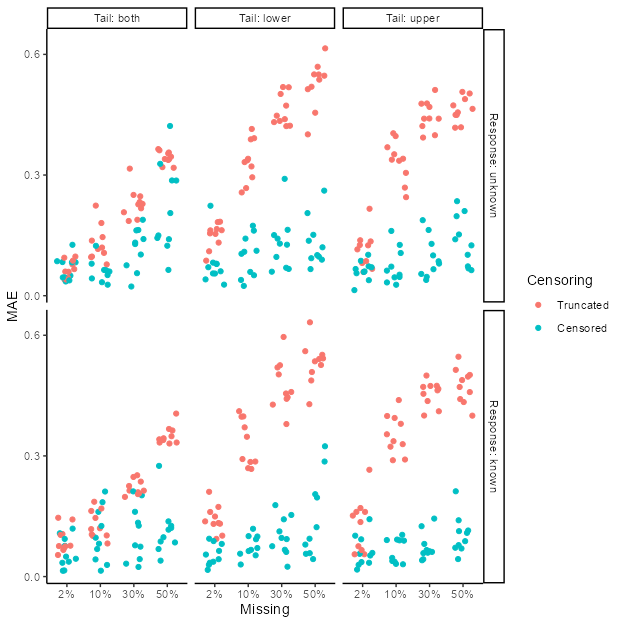 Tail: both
Tail: lower
Tail: upper
0.6
0.3
0.0
Response: unknown
MAE
0.6
0.3
0.0
Response: known
2%
10%
30%
50%
2%
10%
30%
50%
2%
10%
30%
50%
Missing
Censoring
Truncated
Censored